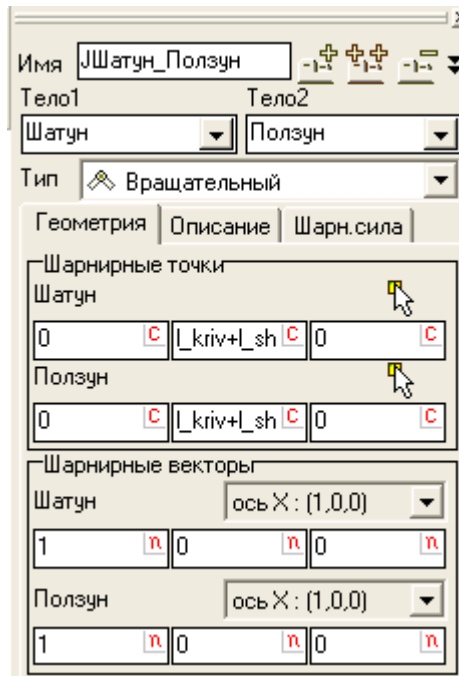 Имя JШатун_Ползун
Тело1 Тело2
Шатун Ползун
Тип Вращательный
Геометрия Описание Шарн.сила
Шарнирные точки
Шатун
0 C l_kriv+l_sh C 0 C
Ползун
0 C l_kriv+l_sh C 0 C
Шарнирные векторы
Шатун ось X : (1,0,0)
1 n 0 n 0 n
Ползун ось X : (1,0,0)
1 n 0 n 0 n